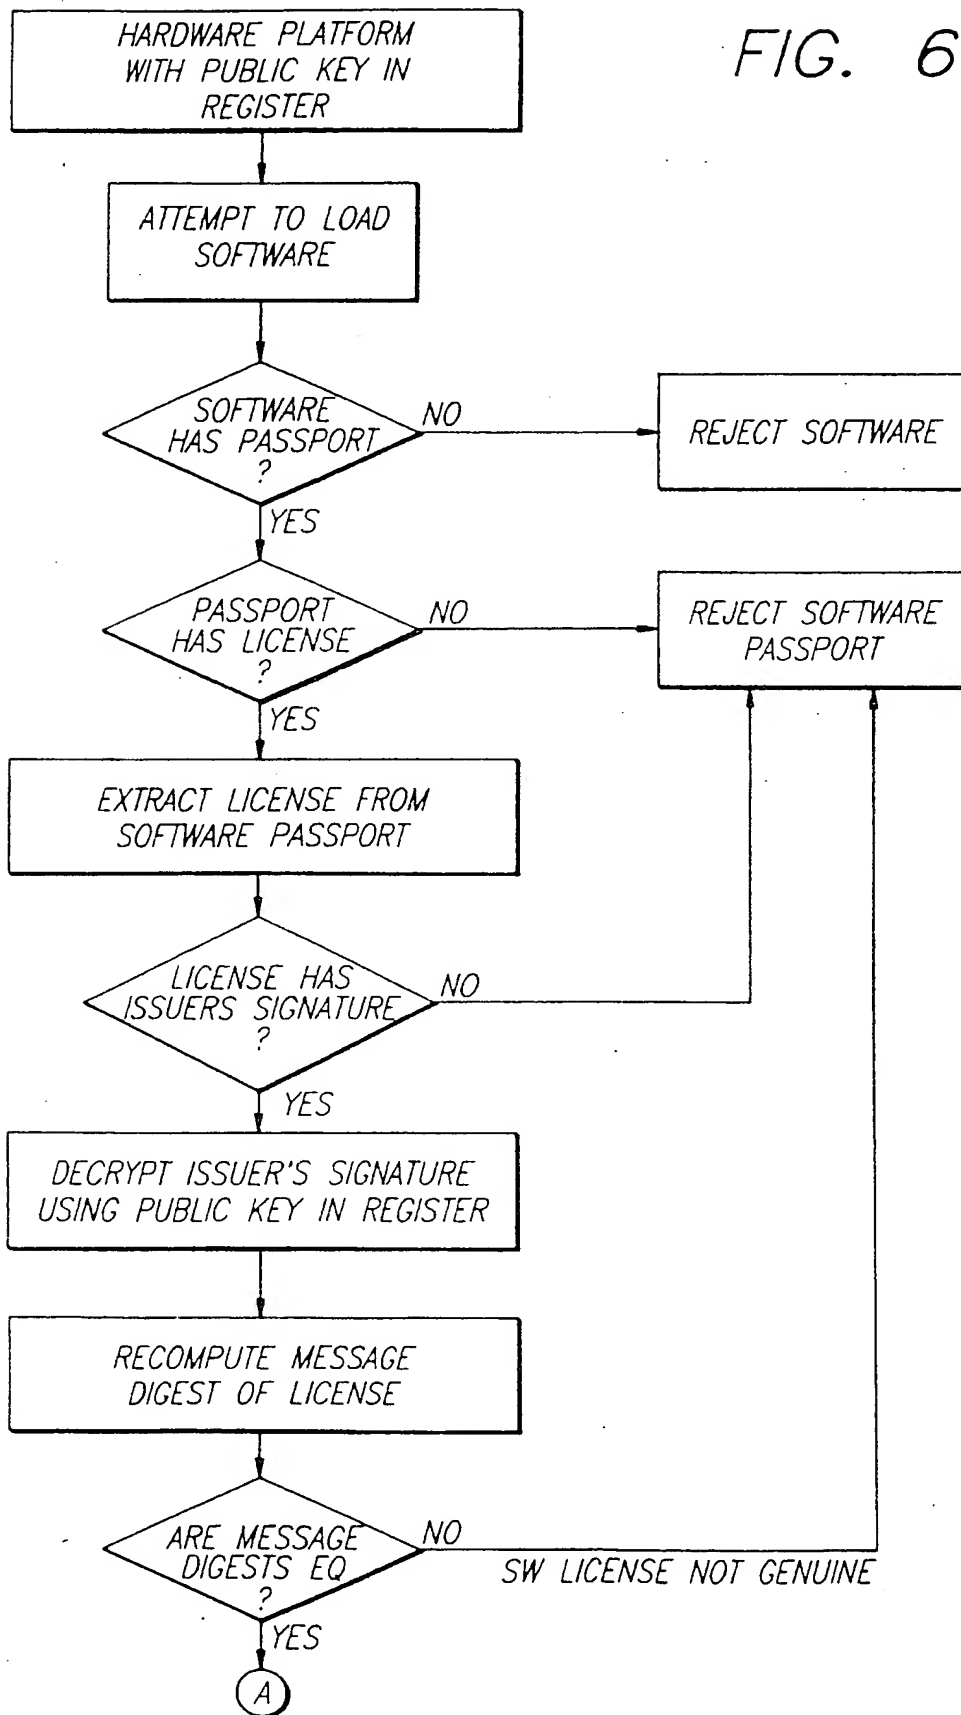 FIG. 6
HARDWARE PLATFORM
WITH PUBLIC KEY IN
REGISTER
ATTEMPT TO LOAD
SOFTWARE
SOFTWARE
HAS PASSPORT
?
NO
REJECT SOFTWARE
YES
PASSPORT
HAS LICENSE
?
NO
REJECT SOFTWARE
PASSPORT
YES
EXTRACT LICENSE FROM
SOFTWARE PASSPORT
LICENSE HAS
ISSUERS SIGNATURE
?
NO
YES
DECRYPT ISSUER'S SIGNATURE
USING PUBLIC KEY IN REGISTER
RECOMPUTE MESSAGE
DIGEST OF LICENSE
ARE MESSAGE
DIGESTS EQ
?
NO
SW LICENSE NOT GENUINE
YES
A